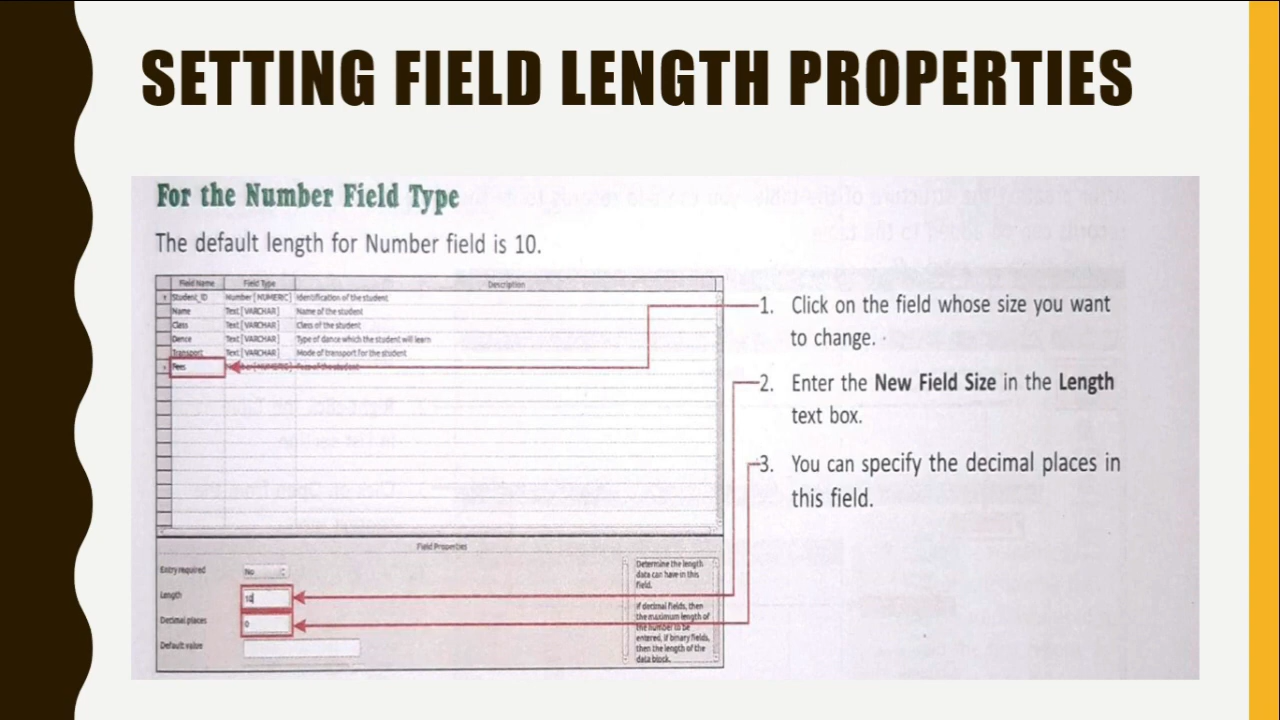 SETTING FIELD LENGTH PROPERTIES
For the Number Field Type
The default length for Number field is 10.
Field Name Field Type Description
Student_ID Number [NUMERIC] Identification of the student
Name Text [VARCHAR] Name of the student
Class Text [VARCHAR] Class of the student
Dance Text [VARCHAR] Type of dance which the student will learn
Transport Text [VARCHAR] Mode of transport for the student
Fees
1. Click on the field whose size you want
to change.
2. Enter the New Field Size in the Length
text box.
3. You can specify the decimal places in
this field.
Field Properties
Entry required No
Length 10
Decimal places 0
Default value
Determine the length
data can have in this
field.
If decimal fields, then
the maximum length of
the number to be
entered, if binary fields,
then the length of the
data block.